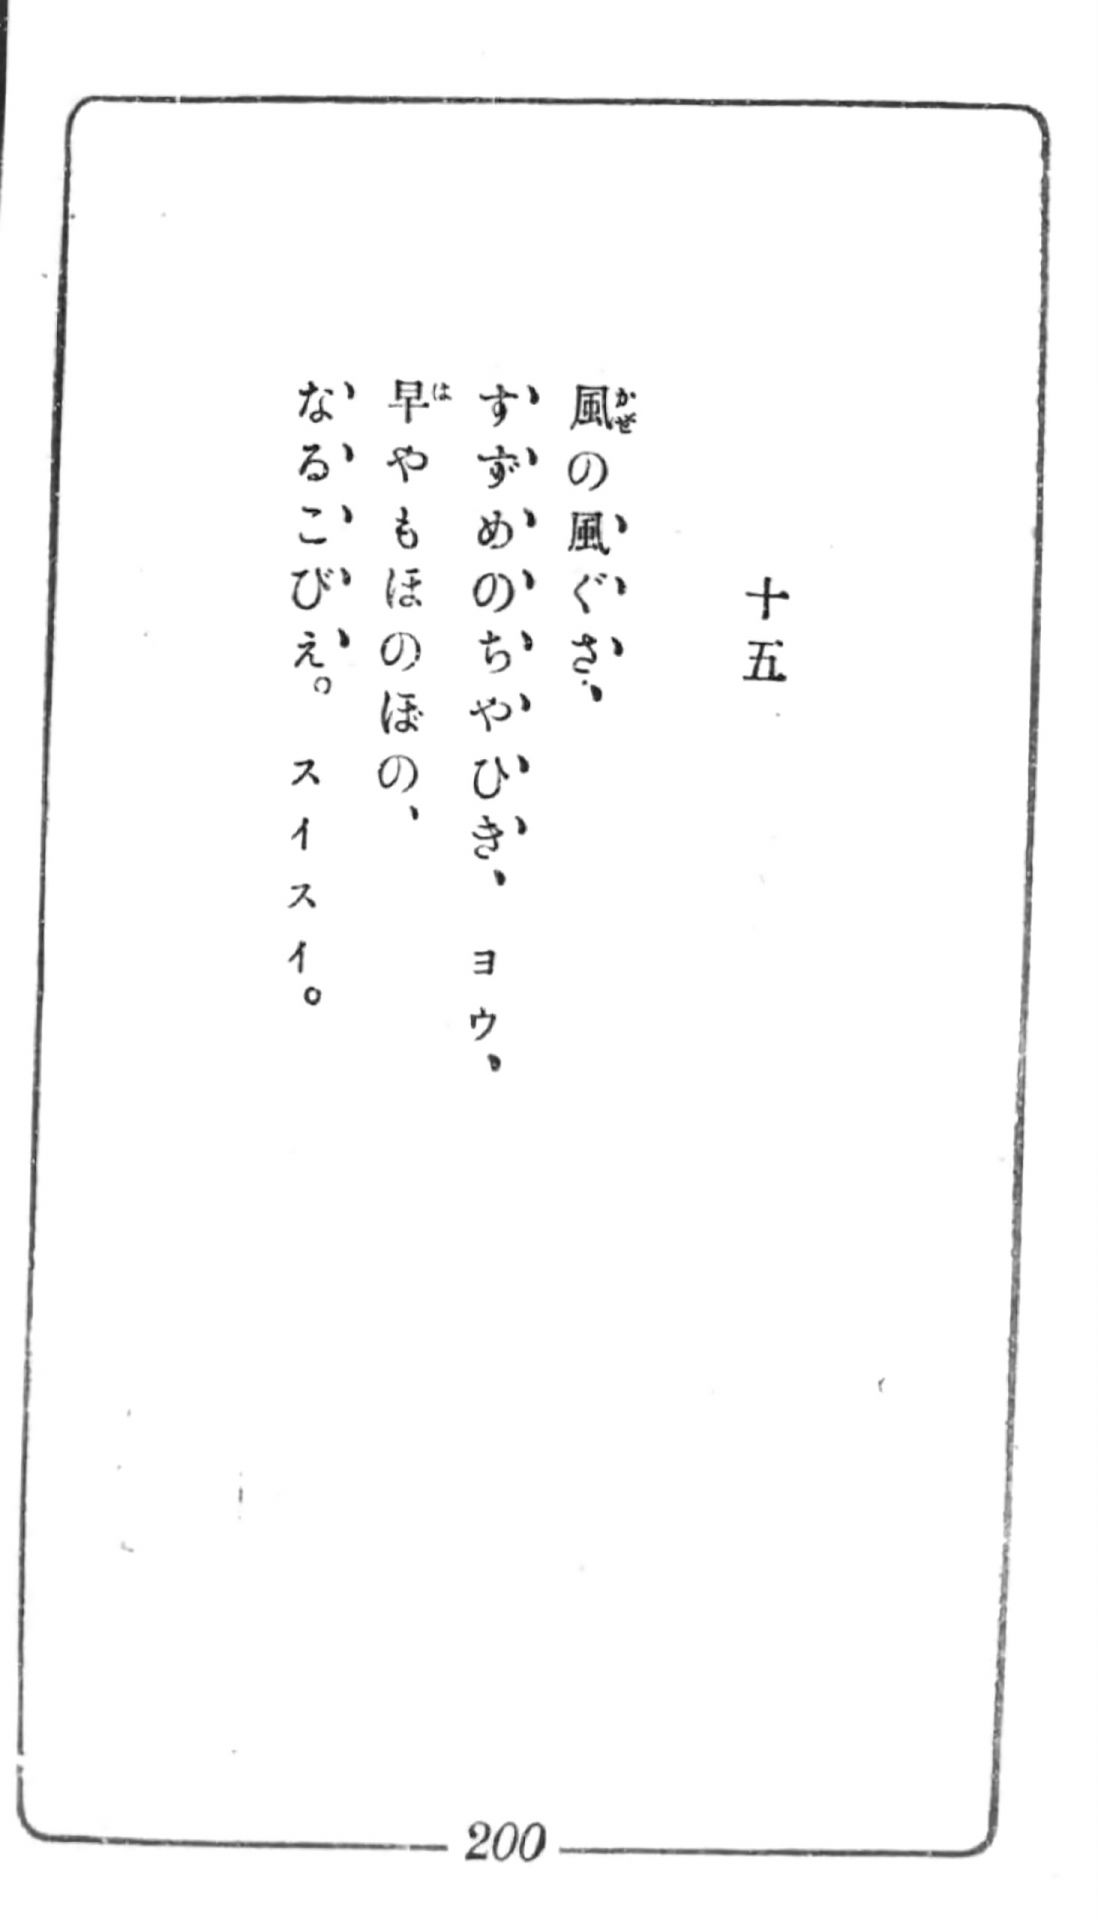 十五
風の風ぐさ、
すずめのちやひき、 ヨウ、
早やもほのぼの、
なるこびえ。 スイスイ。
200